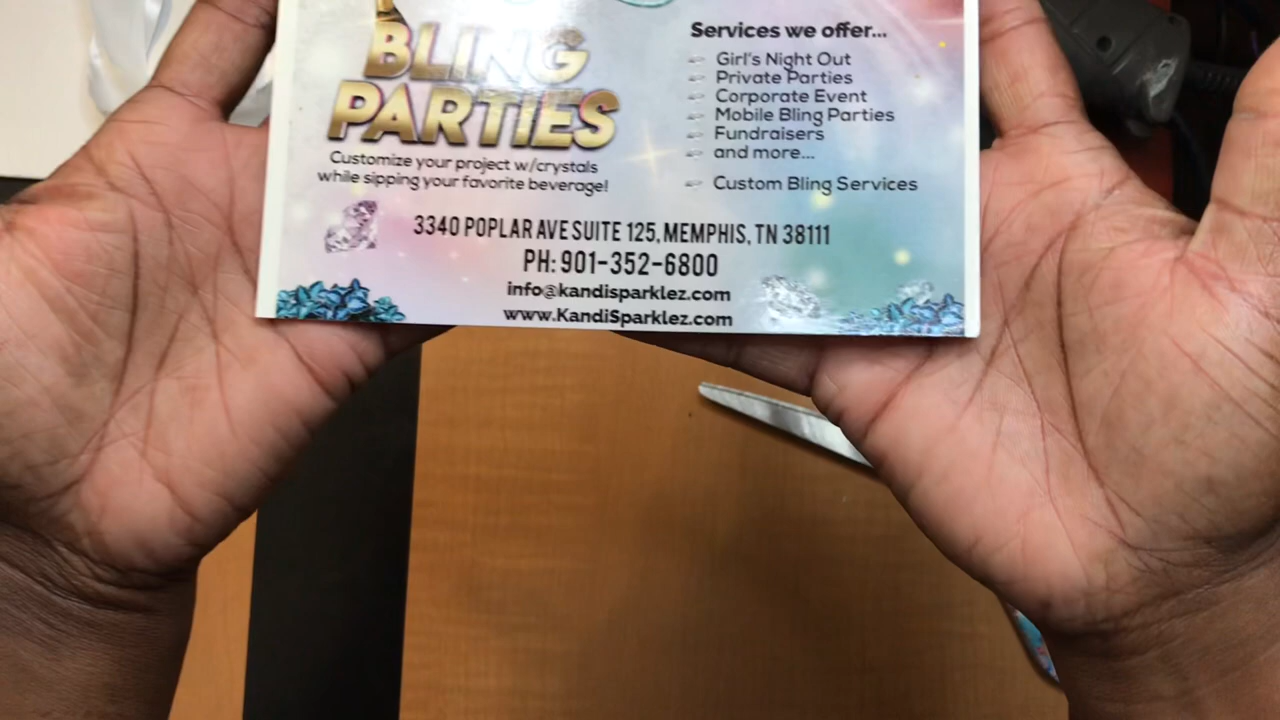 BLING
PARTIES
Customize your project w/crystals
while sipping your favorite beverage!
Services we offer...
Girl's Night Out
Private Parties
Corporate Event
Mobile Bling Parties
Fundraisers
and more...
Custom Bling Services
3340 POPLAR AVE SUITE 125, MEMPHIS, TN 38111
PH: 901-352-6800
info@kandisparklez.com
www.KandiSparklez.com